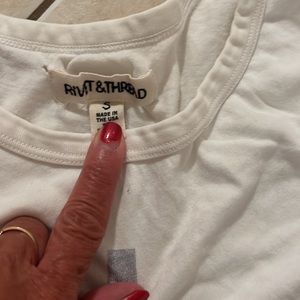 RIVET & THREAD
S
MADE IN
THE USA